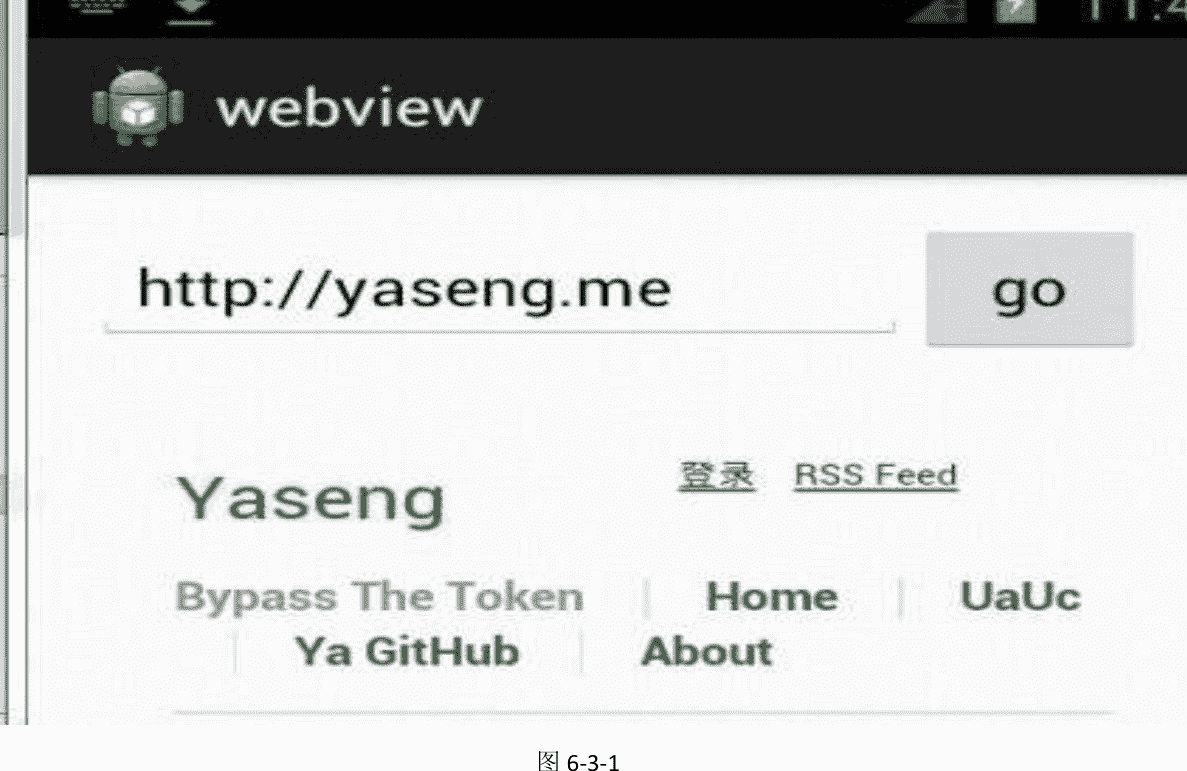 webview
http://yaseng.me go
Yaseng 登录 RSS Feed
Bypass The Token Home UaUc
Ya GitHub About
图 6-3-1